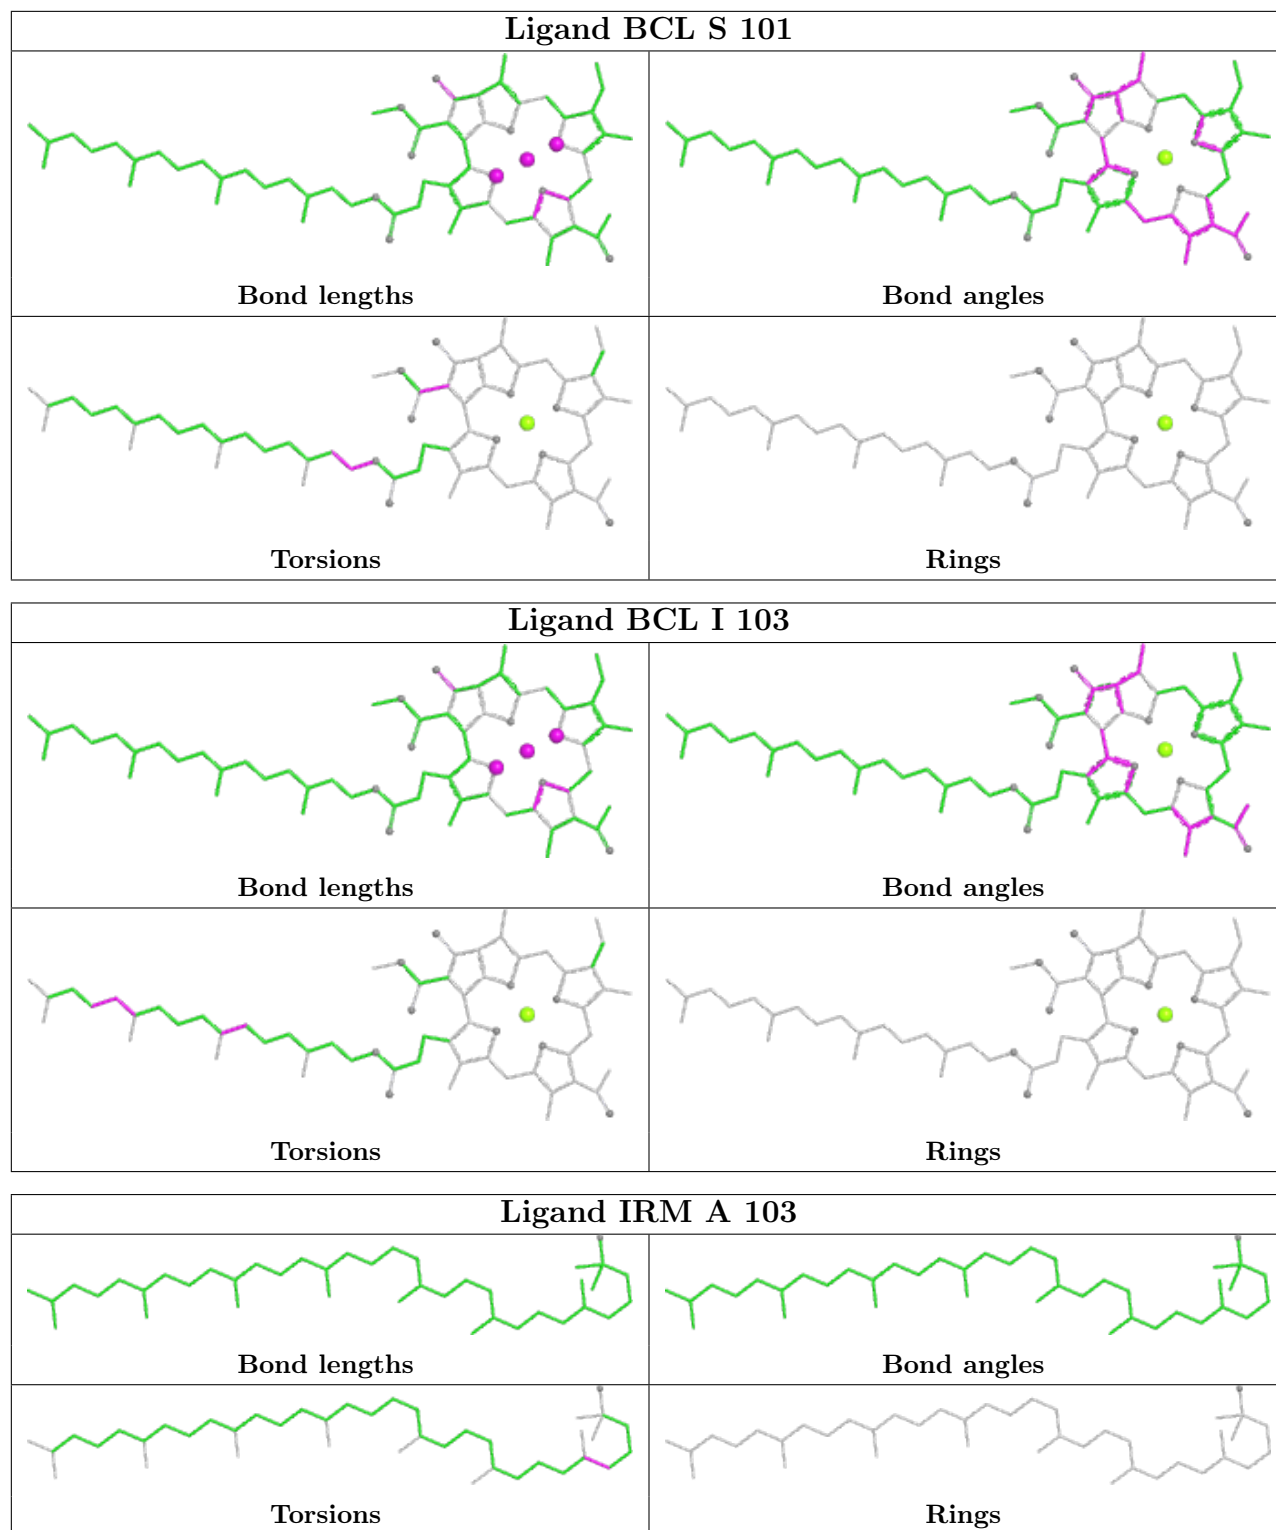 Ligand BCL S 101
Bond lengths
Bond angles
Torsions
Rings
Ligand BCL I 103
Bond lengths
Bond angles
Torsions
Rings
Ligand IRM A 103
Bond lengths
Bond angles
Torsions
Rings